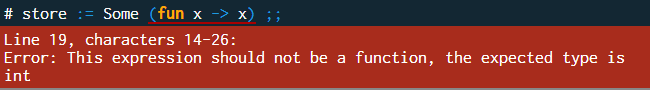 # store := Some (fun x -> x) ;;
Line 19, characters 14-26:
Error: This expression should not be a function, the expected type is
int